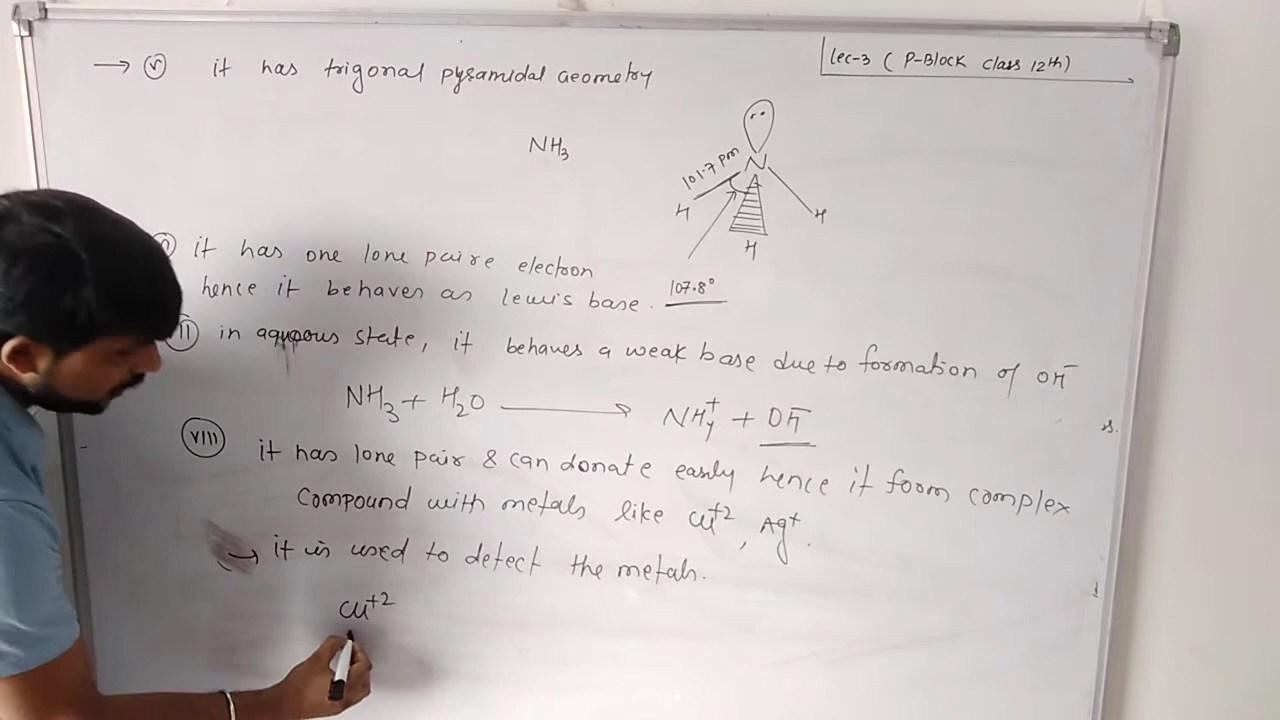 Lec-3 ( P-Block class 12th)
→ (v) it has trigonal pyramidal Geometry
NH3
N
101.7 pm
H
H
H
107.8°
it has one lone paire electron
hence it behaves as lewis base.
in aqueous state, it behaves a weak base due to formation of OH-
NH3 + H2O → NH4+ + OH-
(VIII) it has lone pair & can donate easily hence it form complex
compound with metals like Cu+2, Ag+.
→ it is used to detect the metals.
Cu+2